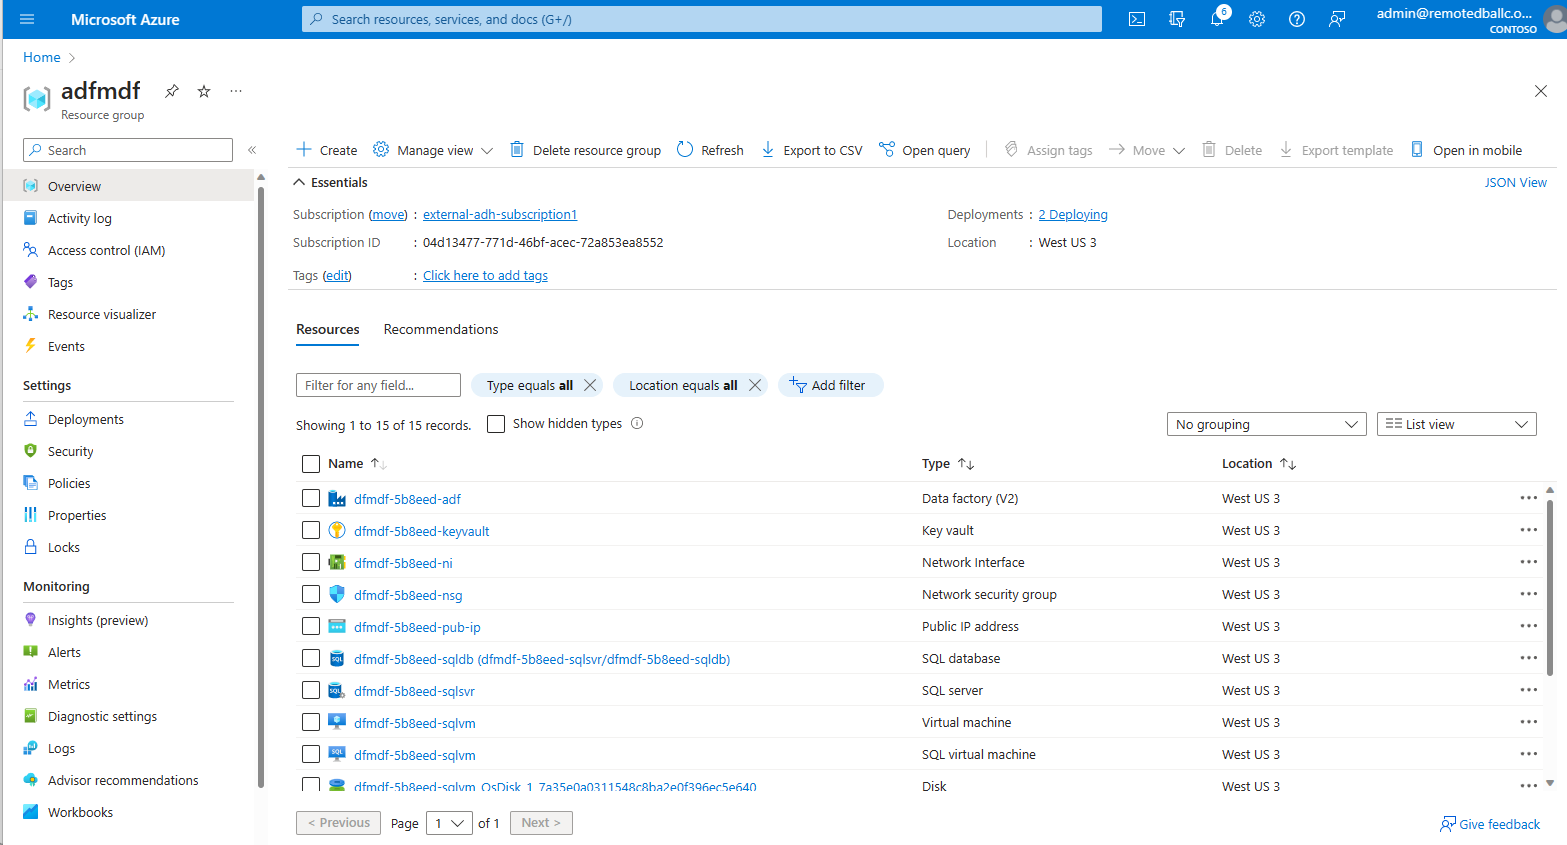 Microsoft Azure
Search resources, services, and docs (G+/)
6
admin@remotedballc.o...
CONTOSO
Home >
adfmdf
...
Resource group
Search
«
Overview
Activity log
Access control (IAM)
Tags
Resource visualizer
Events
Settings
Deployments
Security
Policies
Properties
Locks
Monitoring
Insights (preview)
Alerts
Metrics
Diagnostic settings
Logs
Advisor recommendations
Workbooks
Create Manage view Delete resource group Refresh Export to CSV Open query Assign tags Move Delete Export template Open in mobile
Essentials JSON View
Subscription (move) : external-adh-subscription1 Deployments : 2 Deploying
Subscription ID : 04d13477-771d-46bf-acec-72a853ea8552 Location : West US 3
Tags (edit) : Click here to add tags
Resources Recommendations
Filter for any field... Type equals all Location equals all Add filter
Showing 1 to 15 of 15 records. Show hidden types No grouping List view
Name Type Location
dfmdf-5b8eed-adf Data factory (V2) West US 3
dfmdf-5b8eed-keyvault Key vault West US 3
dfmdf-5b8eed-ni Network Interface West US 3
dfmdf-5b8eed-nsg Network security group West US 3
dfmdf-5b8eed-pub-ip Public IP address West US 3
SQL dfmdf-5b8eed-sqldb (dfmdf-5b8eed-sqlsvr/dfmdf-5b8eed-sqldb) SQL database West US 3
SQL dfmdf-5b8eed-sqlsvr SQL server West US 3
dfmdf-5b8eed-sqlvm Virtual machine West US 3
SQL dfmdf-5b8eed-sqlvm SQL virtual machine West US 3
dfmdf-5b8eed-sqlvm_OsDisk_1_7a35e0a0311548c8ba2e0f396ec5e640 Disk West US 3
< Previous Page 1 of 1 Next >
Give feedback